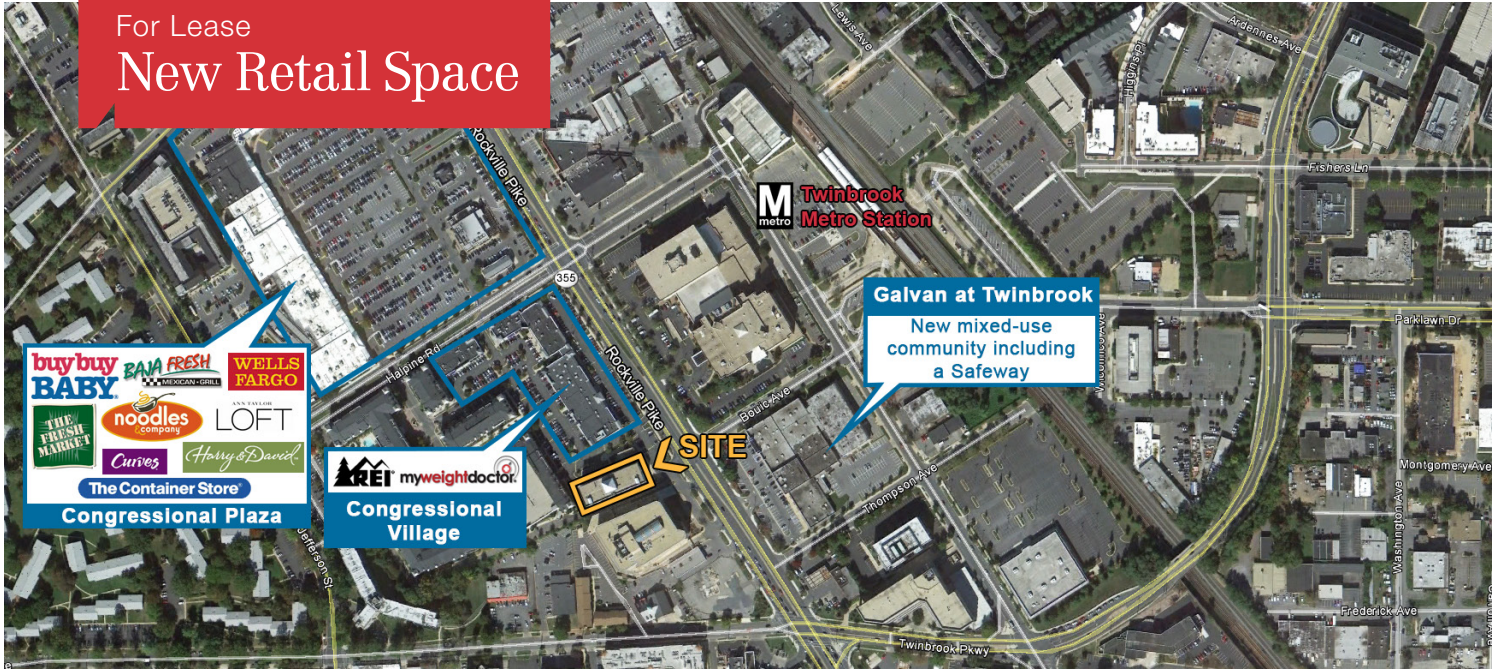 For Lease
New Retail Space
Lewis Ave
Ardennes Ave
Higgins Pl
Rockville Pike
Fishers Ln
M
metro
Twinbrook
Metro Station
355
Galvan at Twinbrook
New mixed-use
community including
a Safeway
Parklawn Dr
Halpine Rd
Rockville Pike
Bouic Ave
buybuy
BABY
BAJA FRESH
MEXICAN • GRILL
WELLS
FARGO
THE
FRESH
MARKET
noodles
&company
ANN TAYLOR
LOFT
Curves
Harry & David
The Container Store®
Congressional Plaza
REI
myweightdoctor
Congressional
Village
SITE
Thompson Ave
Montgomery Ave
Washington Ave
Jefferson St
Frederick Ave
Twinbrook Pkwy